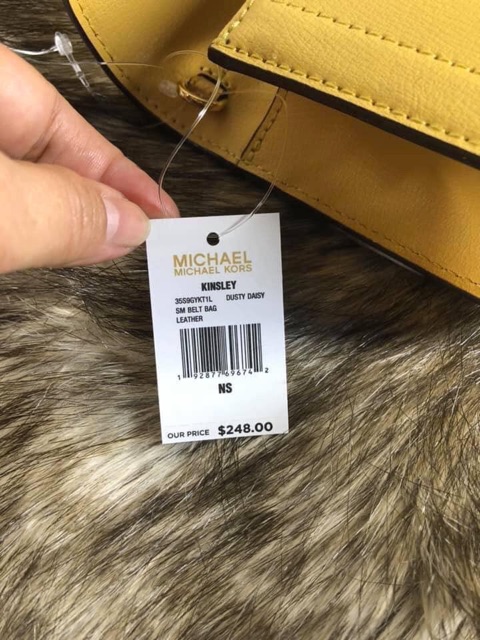 MICHAEL
MICHAEL KORS
KINSLEY
35S9GYKT1L DUSTY DAISY
SM BELT BAG
LEATHER
1 92877 69674 2
NS
OUR PRICE $248.00